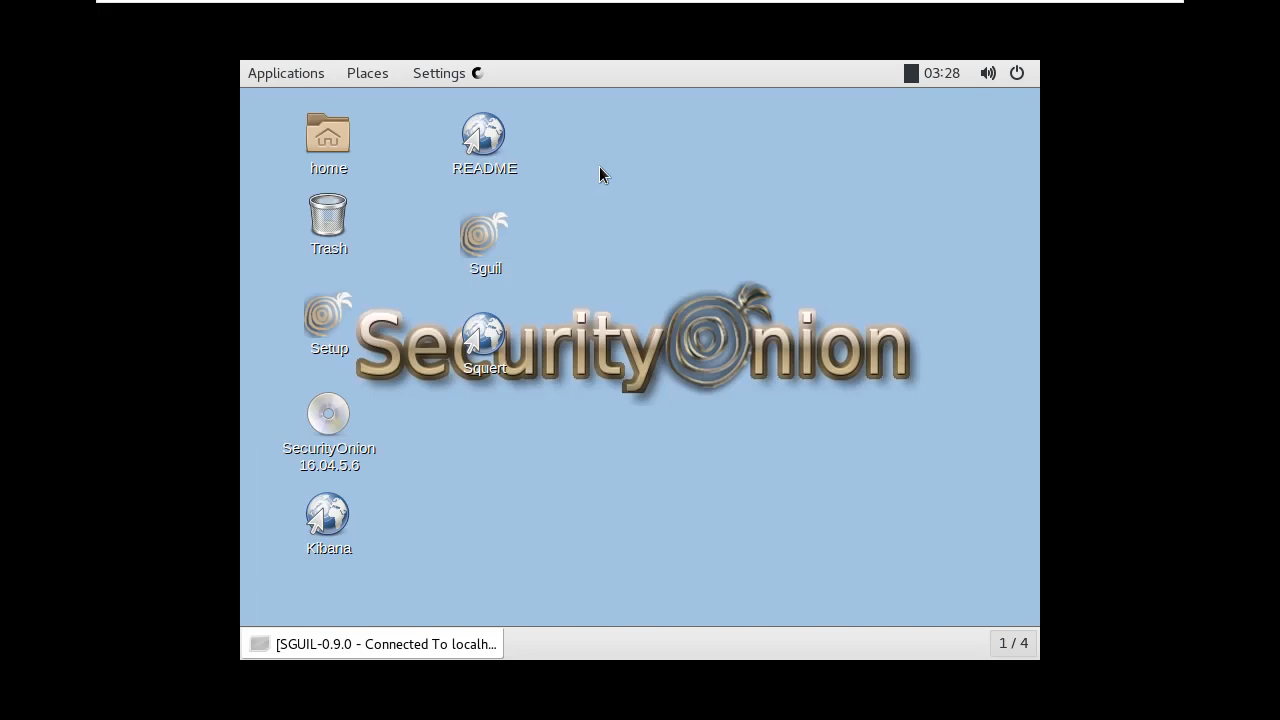 Applications Places Settings 03:28
home README
Trash
Sguil
Setup
SecurityOnion
Squert
SecurityOnion
16.04.5.6
Kibana
[SGUIL-0.9.0 - Connected To localh... 1 / 4